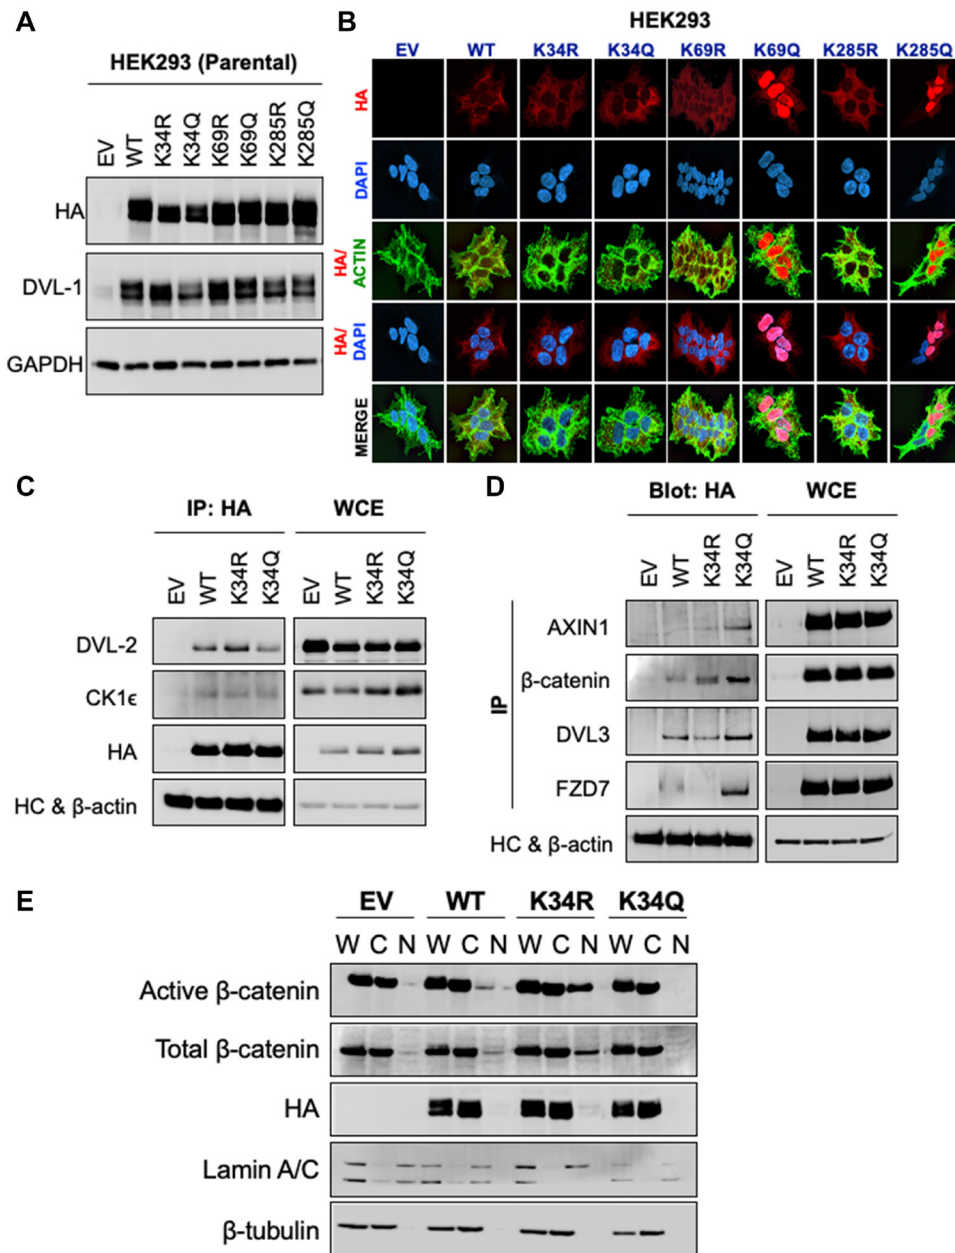 A
HEK293 (Parental)
EV WT K34R K34Q K69R K69Q K285R K285Q
HA
DVL-1
GAPDH
B
HEK293
EV WT K34R K34Q K69R K69Q K285R K285Q
HA
DAPI
HA/
ACTIN
HA/
DAPI
MERGE
C
IP: HA WCE
EV WT K34R K34Q EV WT K34R K34Q
DVL-2
CK1ϵ
HA
HC & β-actin
D
Blot: HA WCE
EV WT K34R K34Q EV WT K34R K34Q
IP
AXIN1
β-catenin
DVL3
FZD7
HC & β-actin
E
EV WT K34R K34Q
W C N W C N W C N W C N
Active β-catenin
Total β-catenin
HA
Lamin A/C
β-tubulin